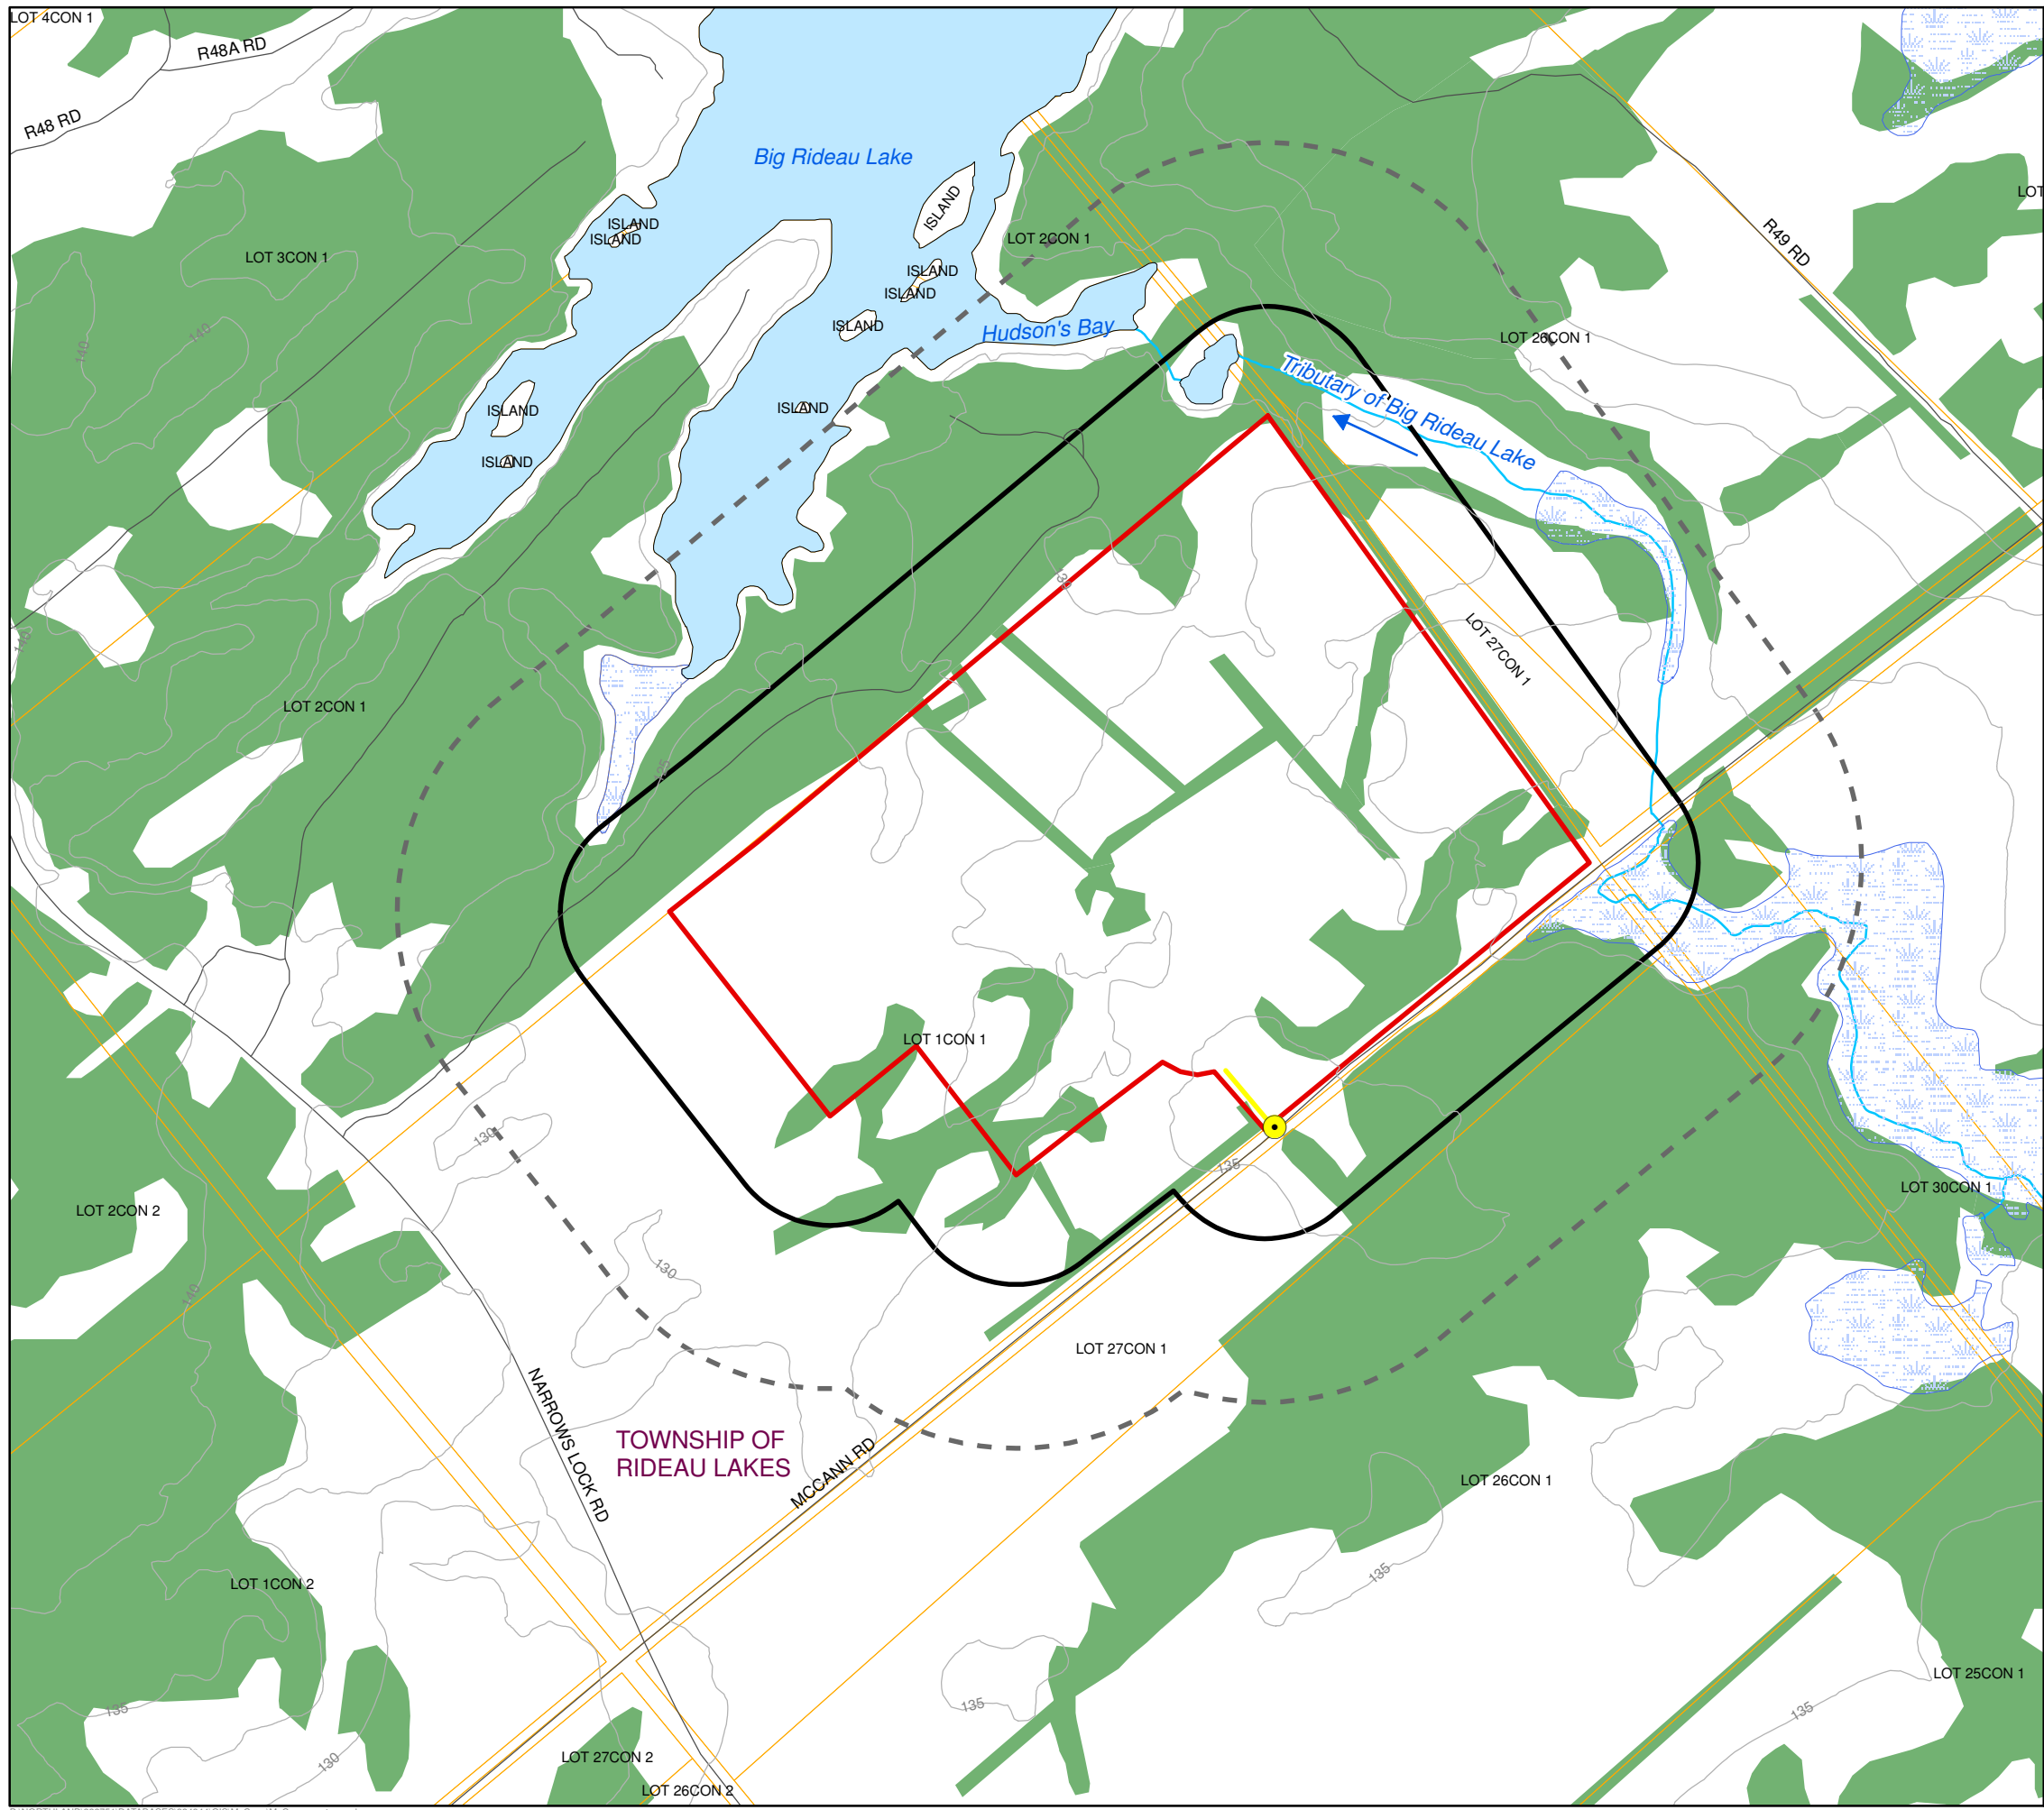 LOT 4CON 1
R48A RD
R48 RD
Big Rideau Lake
ISLAND
LOT
ISLAND
ISLAND
LOT 2CON 1
R49 RD
LOT 3CON 1
ISLAND
ISLAND
ISLAND
Hudson's Bay
LOT 26CON 1
140
140
Tributary of Big Rideau Lake
ISLAND
ISLAND
ISLAND
140
LOT 27CON 1
LOT 2CON 1
LOT 1CON 1
130
135
LOT 2CON 2
LOT 30CON 1
130
140
LOT 27CON 1
NARROWS LOCK RD
TOWNSHIP OF
RIDEAU LAKES
MCCANN RD
LOT 26CON 1
135
LOT 1CON 2
LOT 25CON 1
135
135
135
130
LOT 27CON 2
LOT 26CON 2